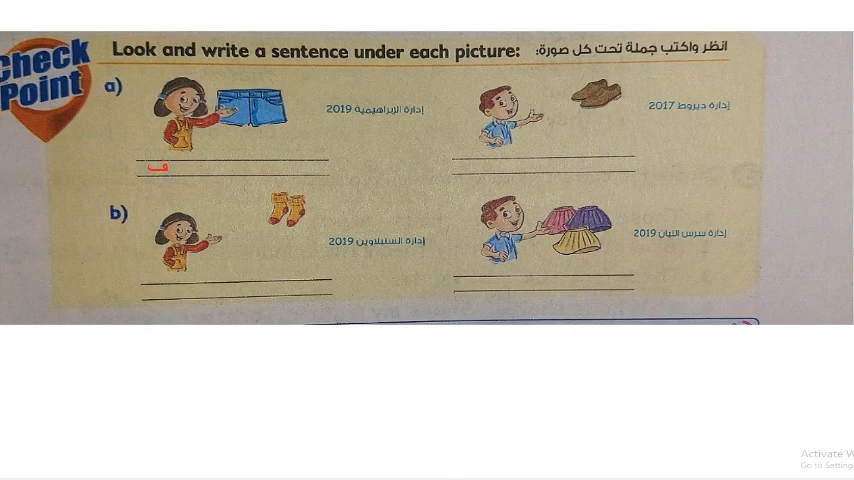 Check Point
Look and write a sentence under each picture: انظر واكتب جملة تحت كل صورة:
a)
إدارة الإبراهيمية 2019
إدارة ديروط 2017
ف
b)
إدارة السنبلاوين 2019
إدارة سرس الليان 2019
Activate W
Go to Setting